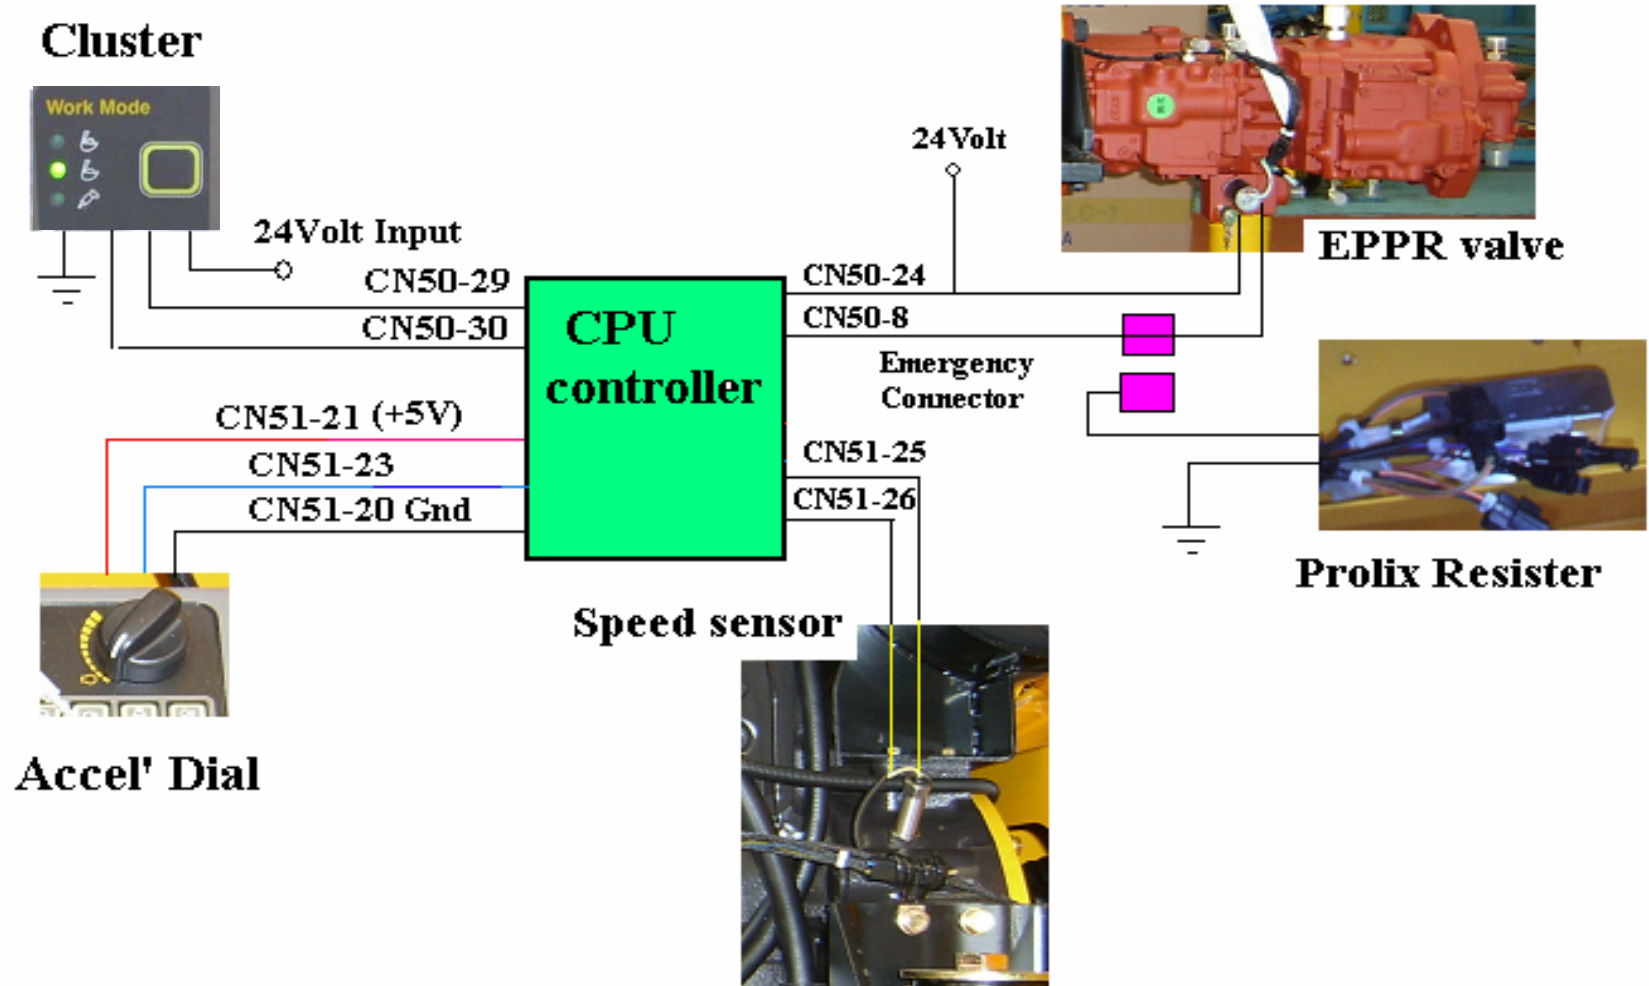 Cluster
Work Mode
24Volt Input
CN50-29
CN50-30
CN51-21 (+5V)
CN51-23
CN51-20 Gnd
Accel' Dial
CPU
controller
24Volt
CN50-24
CN50-8
Emergency
Connector
CN51-25
CN51-26
Speed sensor
EPPR valve
Prolix Resister